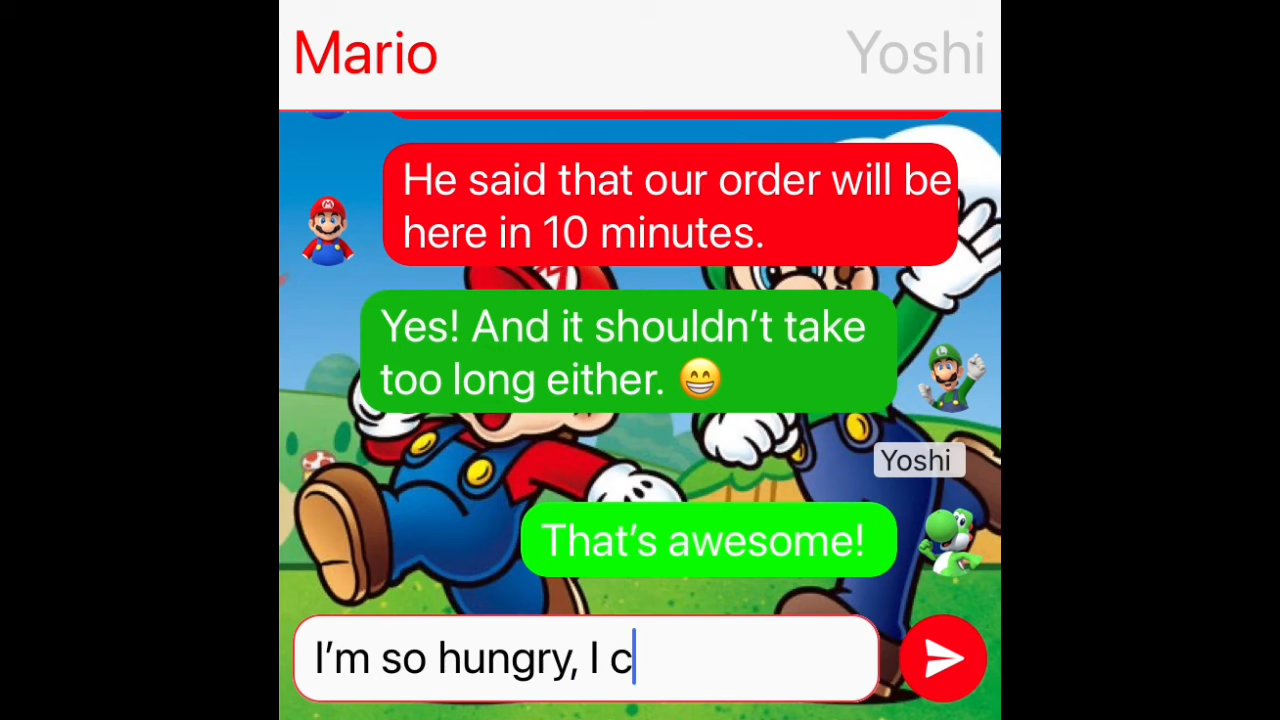 Mario
Yoshi
He said that our order will be
here in 10 minutes.
Yes! And it shouldn’t take
too long either. 😁
Yoshi
That’s awesome!
I’m so hungry, I c